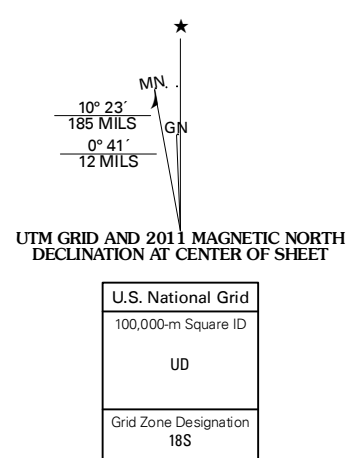 ★
MN
10° 23´
185 MILS
GN
0° 41´
12 MILS
UTM GRID AND 2011 MAGNETIC NORTH
DECLINATION AT CENTER OF SHEET
U.S. National Grid
100,000-m Square ID
UD
Grid Zone Designation
18S